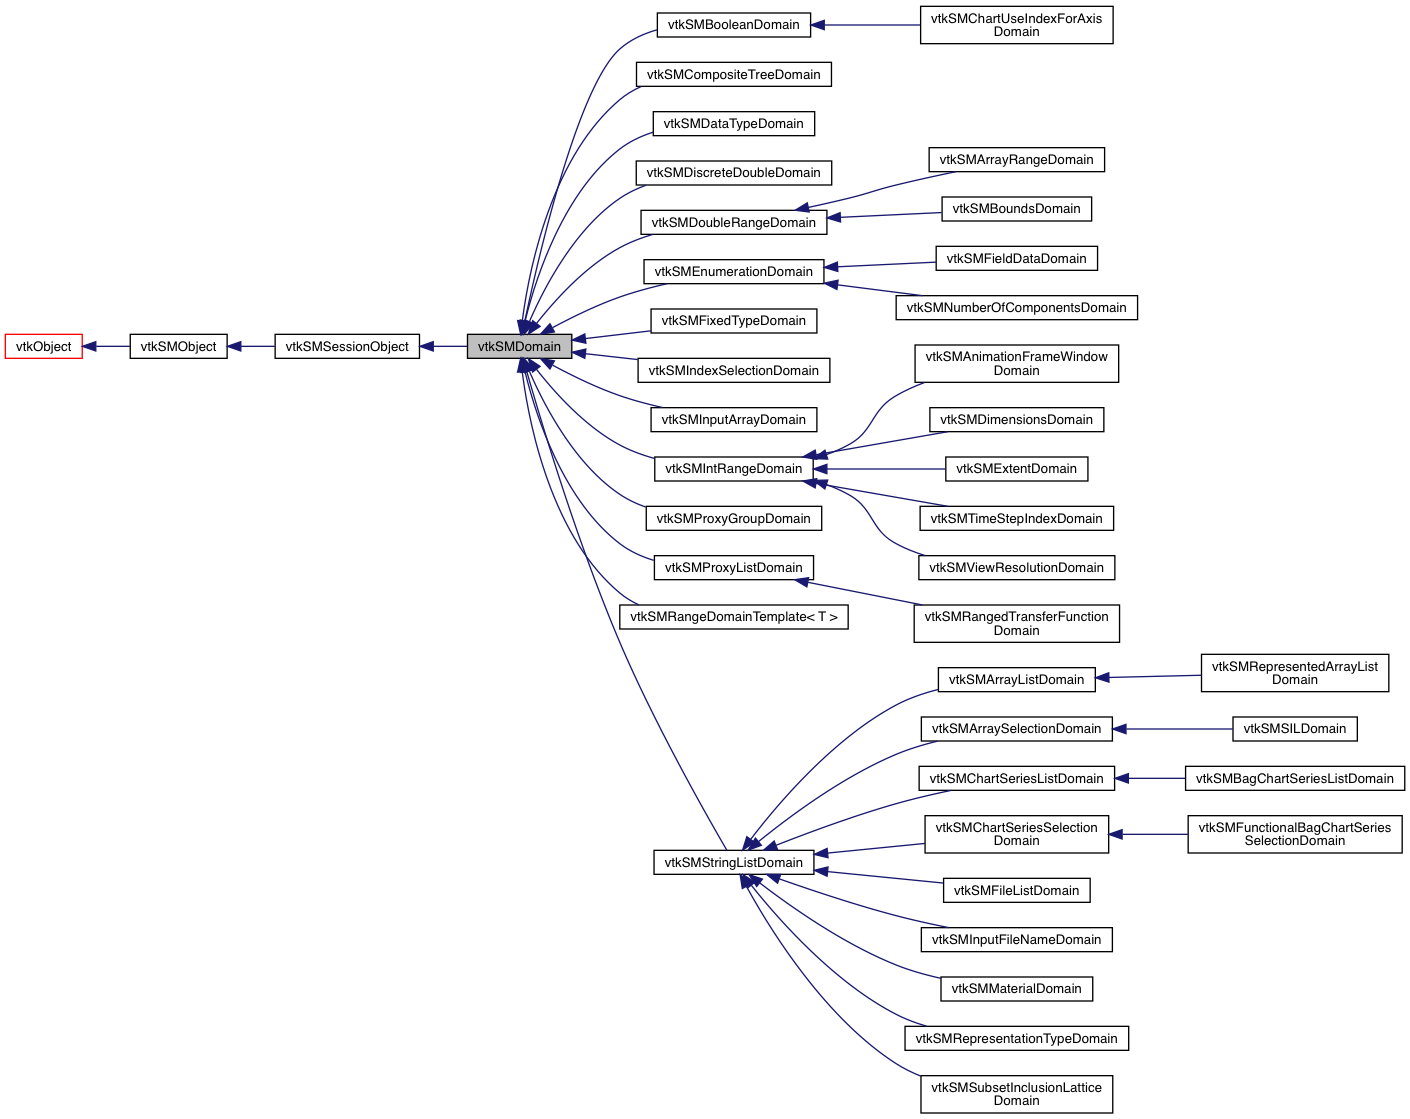 vtkObject
vtkSMObject
vtkSMSessionObject
vtkSMDomain
vtkSMBooleanDomain
vtkSMChartUseIndexForAxis
Domain
vtkSMCompositeTreeDomain
vtkSMDataTypeDomain
vtkSMDiscreteDoubleDomain
vtkSMDoubleRangeDomain
vtkSMArrayRangeDomain
vtkSMBoundsDomain
vtkSMEnumerationDomain
vtkSMFieldDataDomain
vtkSMNumberOfComponentsDomain
vtkSMFixedTypeDomain
vtkSMIndexSelectionDomain
vtkSMInputArrayDomain
vtkSMIntRangeDomain
vtkSMAnimationFrameWindow
Domain
vtkSMDimensionsDomain
vtkSMExtentDomain
vtkSMTimeStepIndexDomain
vtkSMViewResolutionDomain
vtkSMProxyGroupDomain
vtkSMProxyListDomain
vtkSMRangedTransferFunction
Domain
vtkSMRangeDomainTemplate< T >
vtkSMStringListDomain
vtkSMArrayListDomain
vtkSMRepresentedArrayList
Domain
vtkSMArraySelectionDomain
vtkSMSILDomain
vtkSMChartSeriesListDomain
vtkSMBagChartSeriesListDomain
vtkSMChartSeriesSelection
Domain
vtkSMFunctionalBagChartSeries
SelectionDomain
vtkSMFileListDomain
vtkSMInputFileNameDomain
vtkSMMaterialDomain
vtkSMRepresentationTypeDomain
vtkSMSubsetInclusionLattice
Domain